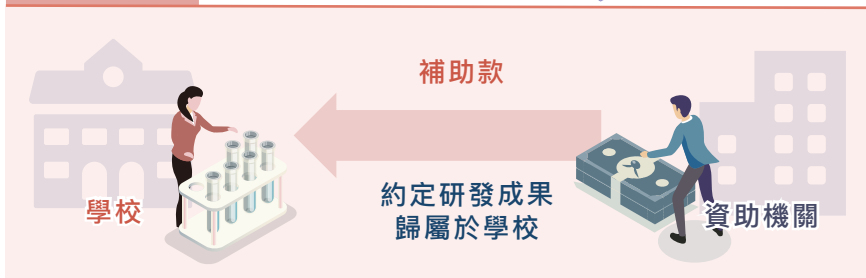 補助款
約定研發成果
歸屬於學校
學校
資助機關